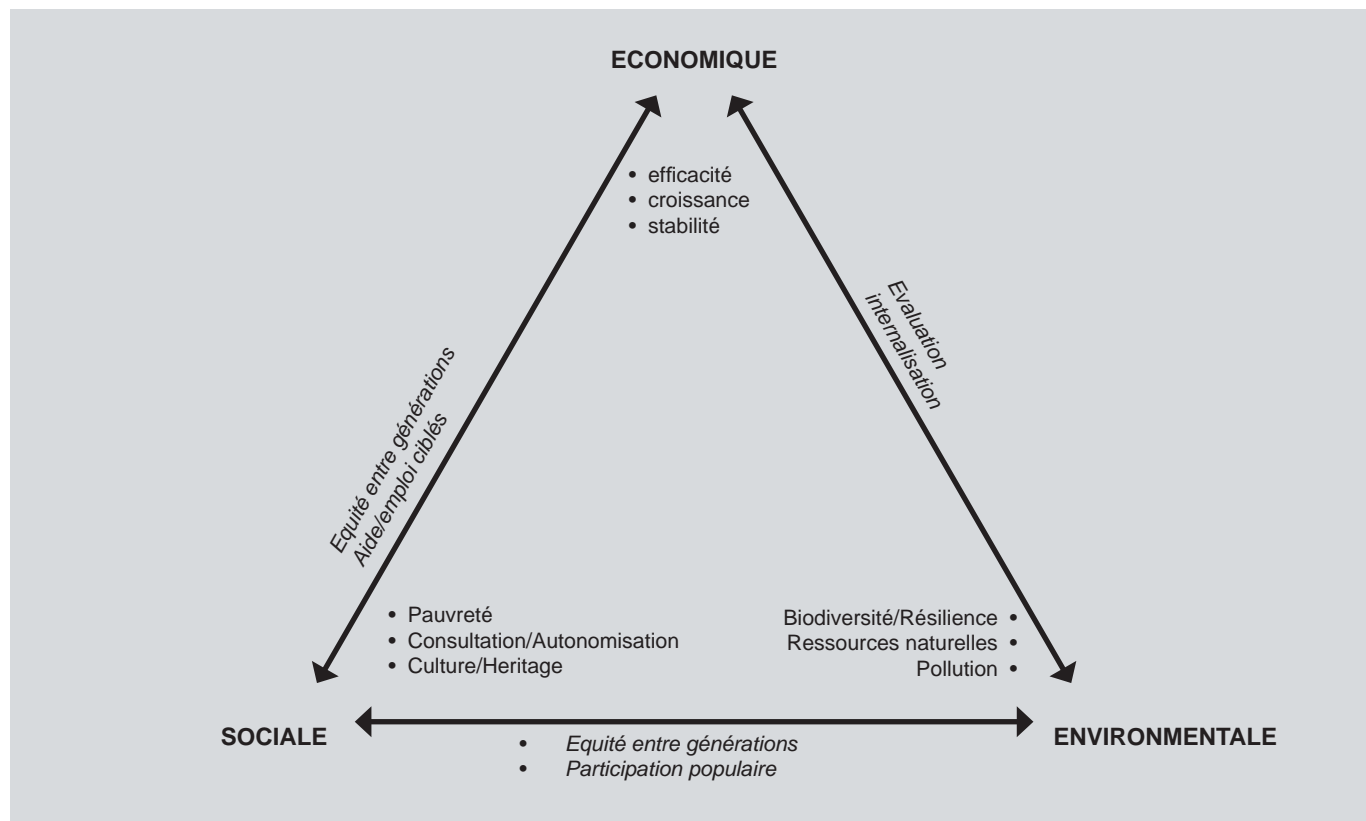 ECONOMIQUE
• efficacité
• croissance
• stabilité
Evaluation
internalisation
Equité entre générations
Aide/emploi ciblés
• Pauvreté
• Consultation/Autonomisation
• Culture/Heritage
Biodiversité/Résilience •
Ressources naturelles •
Pollution •
SOCIALE
ENVIRONMENTALE
• Equité entre générations
• Participation populaire